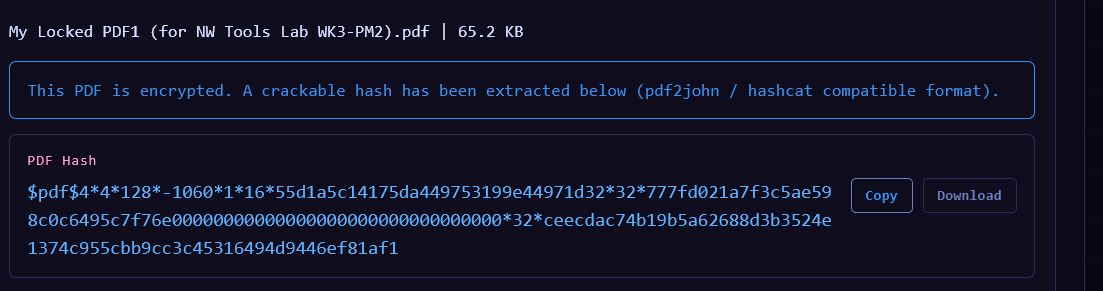 My Locked PDF1 (for NW Tools Lab WK3-PM2).pdf | 65.2 KB
This PDF is encrypted. A crackable hash has been extracted below (pdf2john / hashcat compatible format).
PDF Hash
$pdf$4*4*128*-1060*1*16*55d1a5c14175da449753199e44971d32*32*777fd021a7f3c5ae59
8c0c6495c7f76e00000000000000000000000000000000*32*ceecdac74b19b5a62688d3b3524e
1374c955cbb9cc3c45316494d9446ef81af1
Copy
Download